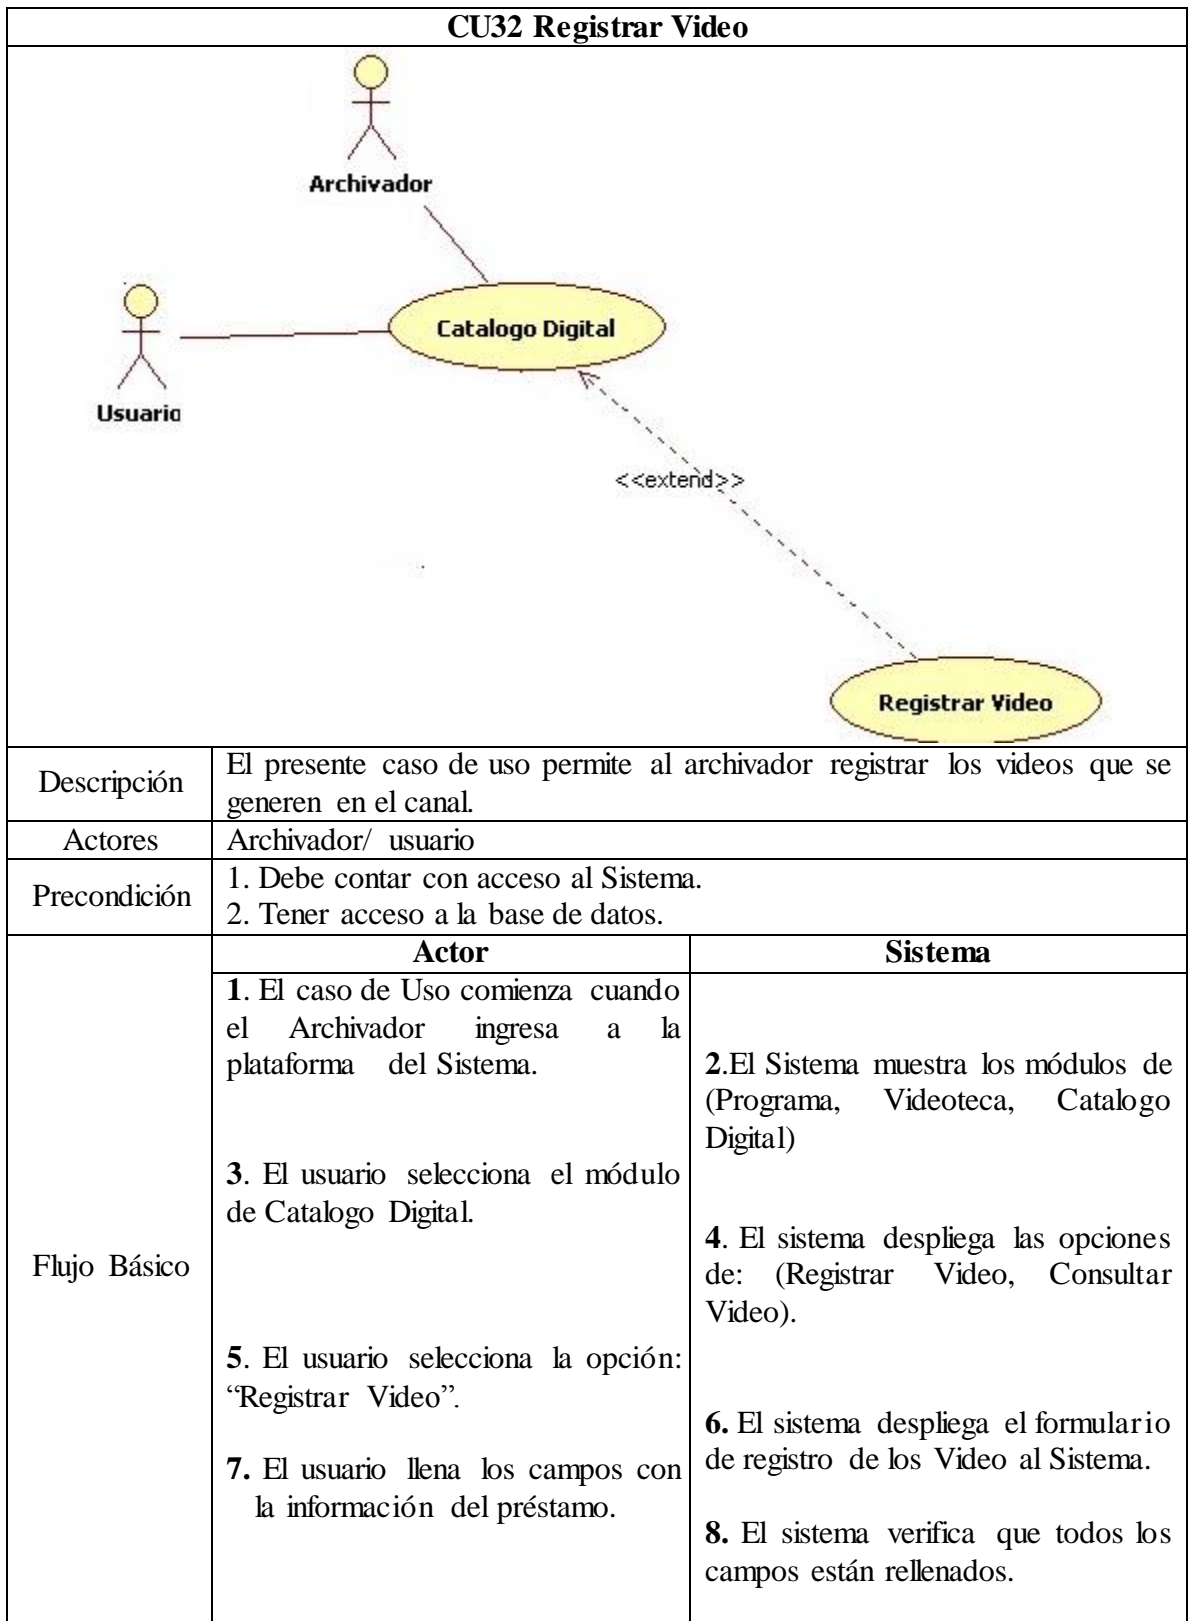 CU32 Registrar Video
Archivador
Catalogo Digital
Usuario
<<extend>>
Registrar Video
Descripción
El presente caso de uso permite al archivador registrar los videos que se
generen en el canal.
Actores
Archivador/ usuario
Precondición
1. Debe contar con acceso al Sistema.
2. Tener acceso a la base de datos.
Flujo Básico
Actor
1. El caso de Uso comienza cuando
el Archivador ingresa a la
plataforma del Sistema.
3. El usuario selecciona el módulo
de Catalogo Digital.
5. El usuario selecciona la opción:
“Registrar Video”.
7. El usuario llena los campos con
la información del préstamo.
Sistema
2.El Sistema muestra los módulos de
(Programa, Videoteca, Catalogo
Digital)
4. El sistema despliega las opciones
de: (Registrar Video, Consultar
Video).
6. El sistema despliega el formulario
de registro de los Video al Sistema.
8. El sistema verifica que todos los
campos están rellenados.